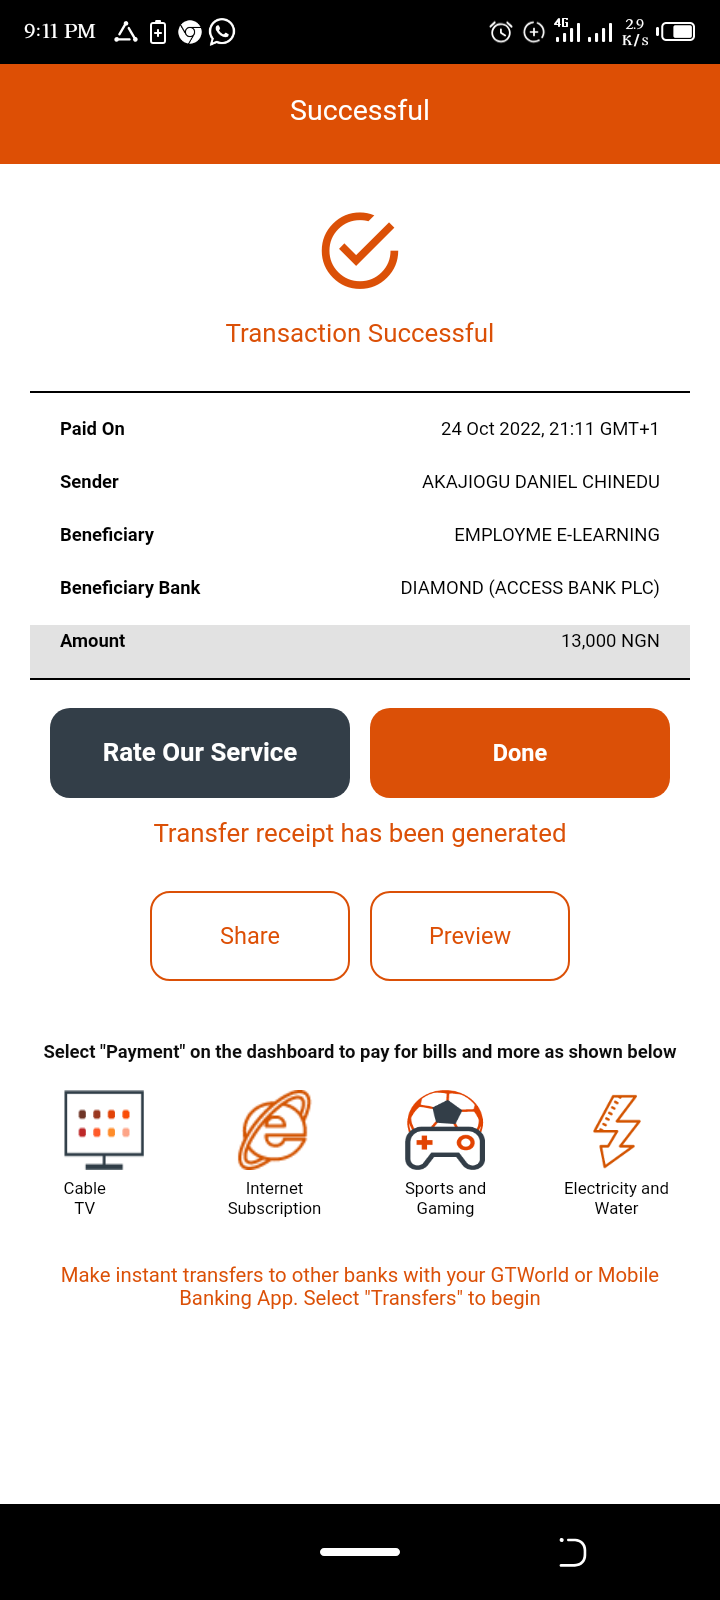 9:11 PM
4G
2.9
K/s
Successful
Transaction Successful
Paid On 24 Oct 2022, 21:11 GMT+1
Sender AKAJIOGU DANIEL CHINEDU
Beneficiary EMPLOYME E-LEARNING
Beneficiary Bank DIAMOND (ACCESS BANK PLC)
Amount 13,000 NGN
Rate Our Service Done
Transfer receipt has been generated
Share Preview
Select "Payment" on the dashboard to pay for bills and more as shown below
Cable
TV
Internet
Subscription
Sports and
Gaming
Electricity and
Water
Make instant transfers to other banks with your GTWorld or Mobile
Banking App. Select "Transfers" to begin